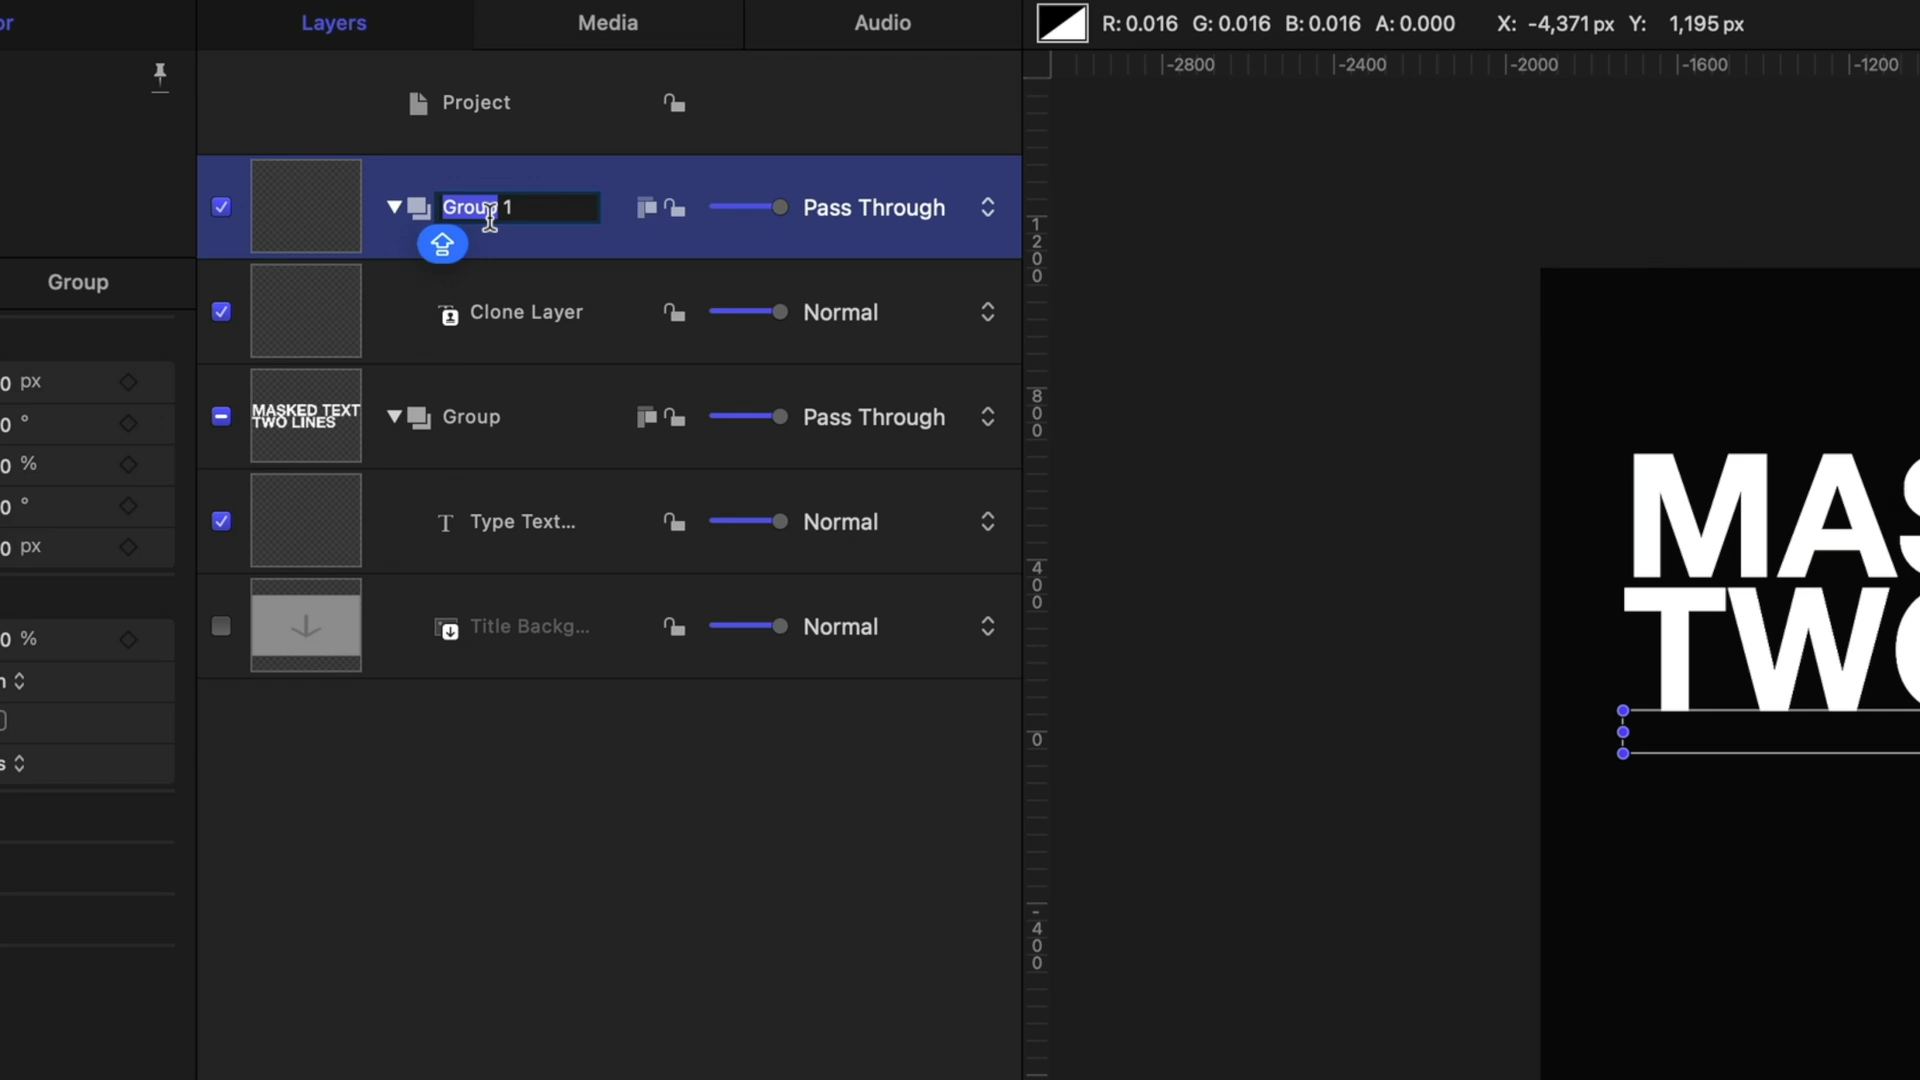 or
Layers
Media
Audio
R: 0.016 G: 0.016 B: 0.016 A: 0.000 X: -4,371 px Y: 1,195 px
-2800 -2400 -2000 -1600 -1200
Project
Group 1
Pass Through
Clone Layer
Normal
MASKED TEXT
TWO LINES
Group
Pass Through
Type Text...
Normal
Title Backg...
Normal
Group
0 px
0 °
0 %
0 °
0 px
0 %
n
s
1200
800
400
0
-400
MAS
TWO